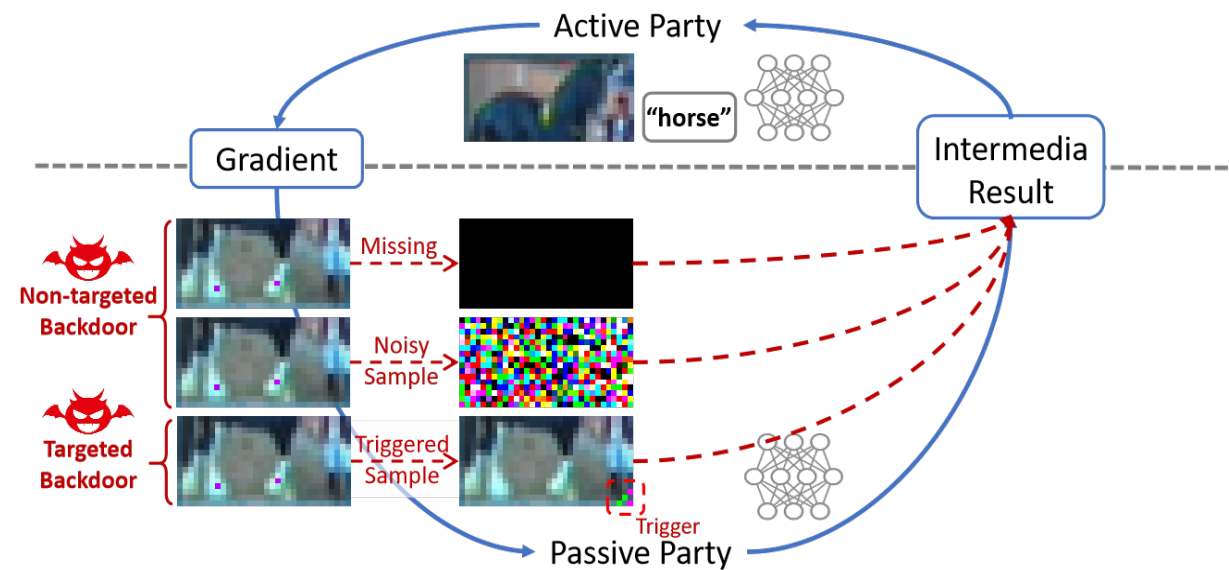 Active Party
“horse”
Gradient
Intermedia
Result
Missing
Non-targeted
Backdoor
Noisy
Sample
Targeted
Backdoor
Triggered
Sample
Trigger
Passive Party